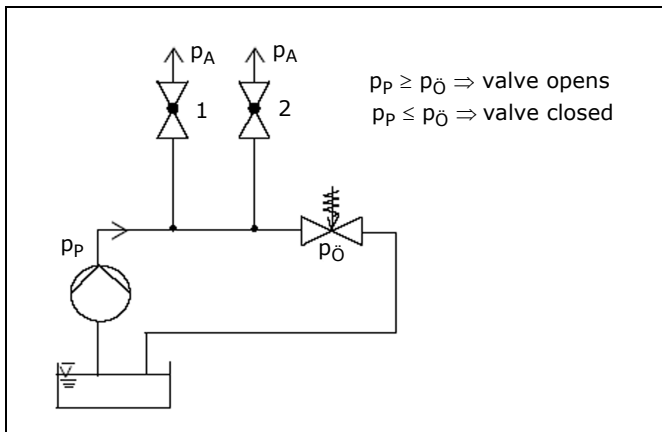 p_A p_A
p_P ≥ p_Ö ⇒ valve opens
1 2
p_P ≤ p_Ö ⇒ valve closed
p_P
p_Ö